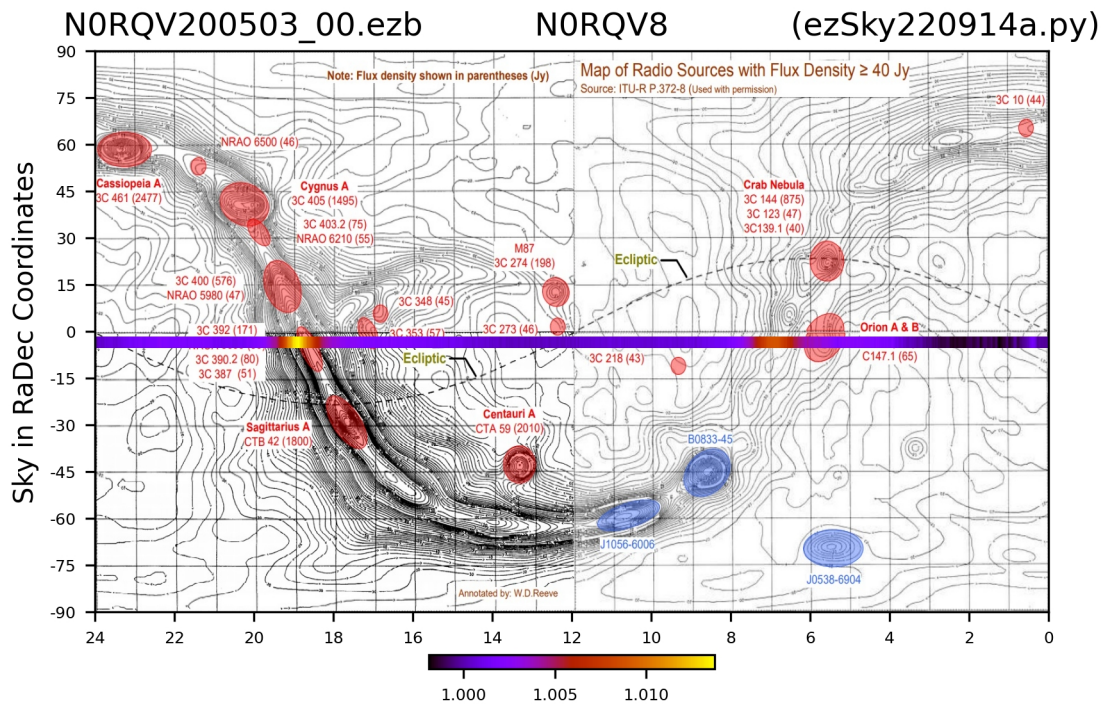 N0RQV200503_00.ezb N0RQV8 (ezSky220914a.py)
Sky in RaDec Coordinates
90
75
60
45
30
15
0
-15
-30
-45
-60
-75
-90
Note: Flux density shown in parentheses (Jy)
Map of Radio Sources with Flux Density ≥ 40 Jy
Source: ITU-R P.372-8 (Used with permission)
3C 10 (44)
NRAO 6500 (46)
Cassiopeia A
3C 461 (2477)
Cygnus A
3C 405 (1495)
3C 403.2 (75)
NRAO 6210 (55)
Crab Nebula
3C 144 (875)
3C 123 (47)
3C139.1 (40)
M87
3C 274 (198)
Ecliptic
3C 400 (576)
NRAO 5980 (47)
3C 348 (45)
3C 392 (171)
3C 353 (57)
3C 273 (46)
Orion A & B
3C 390.2 (80)
3C 387 (51)
Ecliptic
3C 218 (43)
C147.1 (65)
Sagittarius A
CTB 42 (1800)
Centauri A
CTA 59 (2010)
B0833-45
J1056-6006
J0538-6904
Annotated by: W.D.Reeve
24 22 20 18 16 14 12 10 8 6 4 2 0
1.000 1.005 1.010